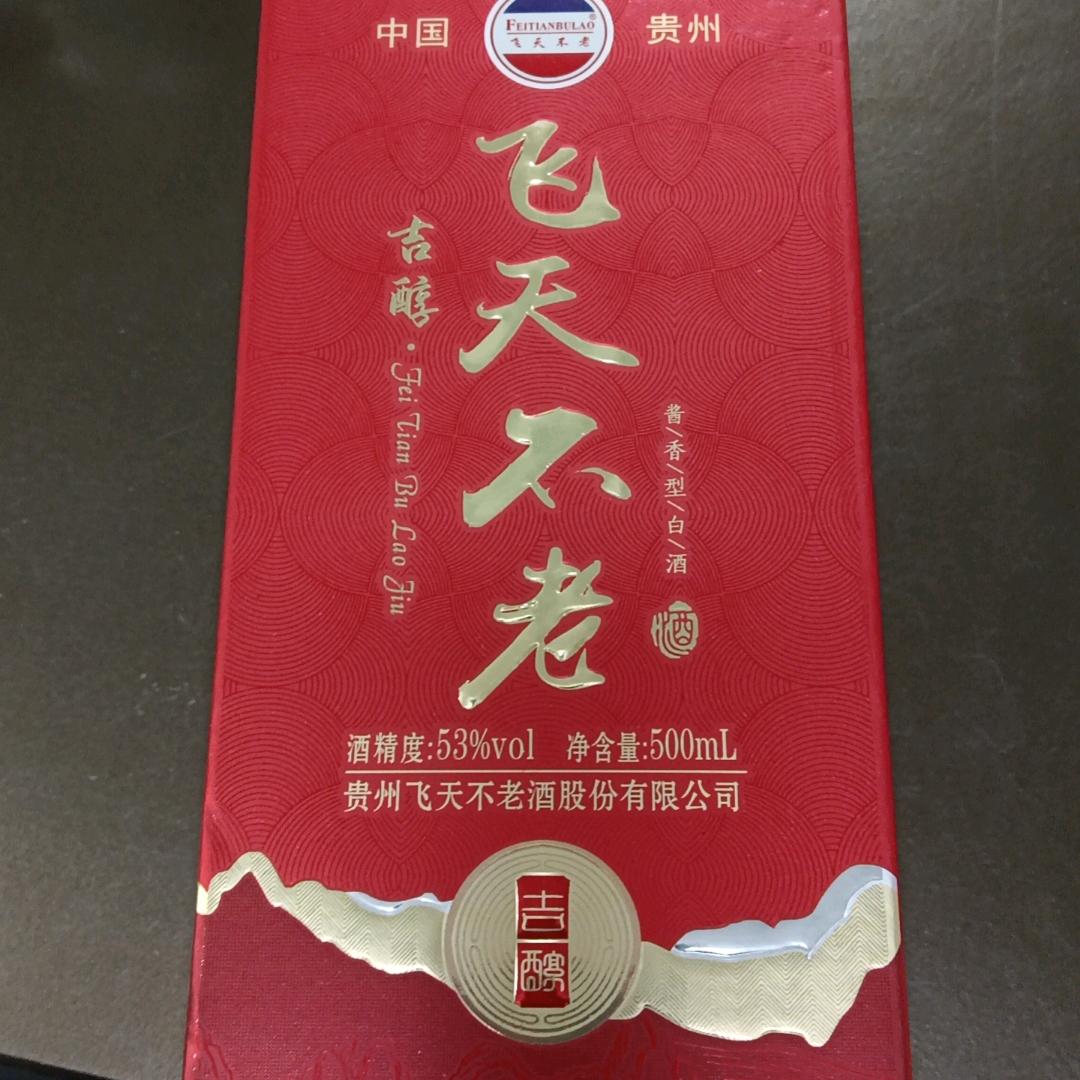 中国
FEITIANBULAO®
飞天不老
贵州
飞天不老
吉醇·Fei Tian Bu Lao Jiu
酱/香/型/白/酒
酒
酒精度:53%vol 净含量:500mL
贵州飞天不老酒股份有限公司
吉醇